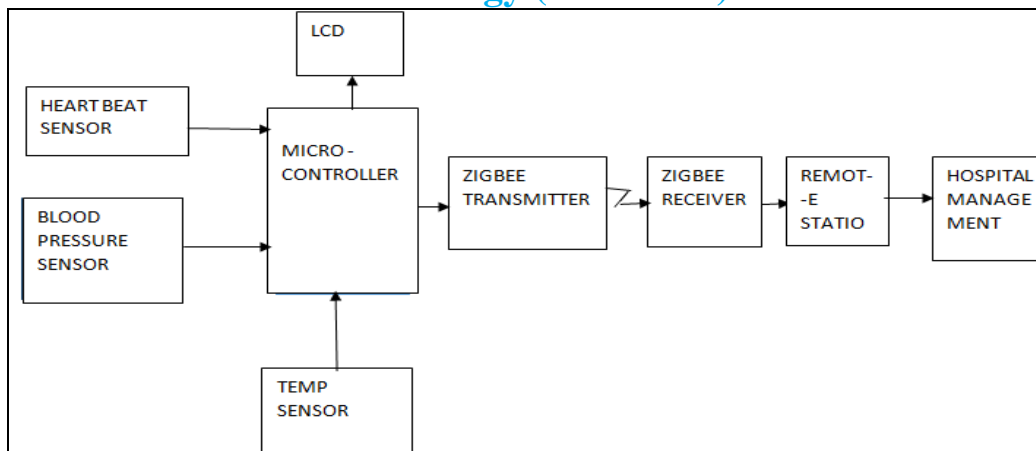 gy (
LCD
HEART BEAT
SENSOR
MICRO -
CONTROLLER
ZIGBEE
TRANSMITTER
ZIGBEE
RECEIVER
REMOT-
-E
STATIO
HOSPITAL
MANAGE
MENT
BLOOD
PRESSURE
SENSOR
TEMP
SENSOR